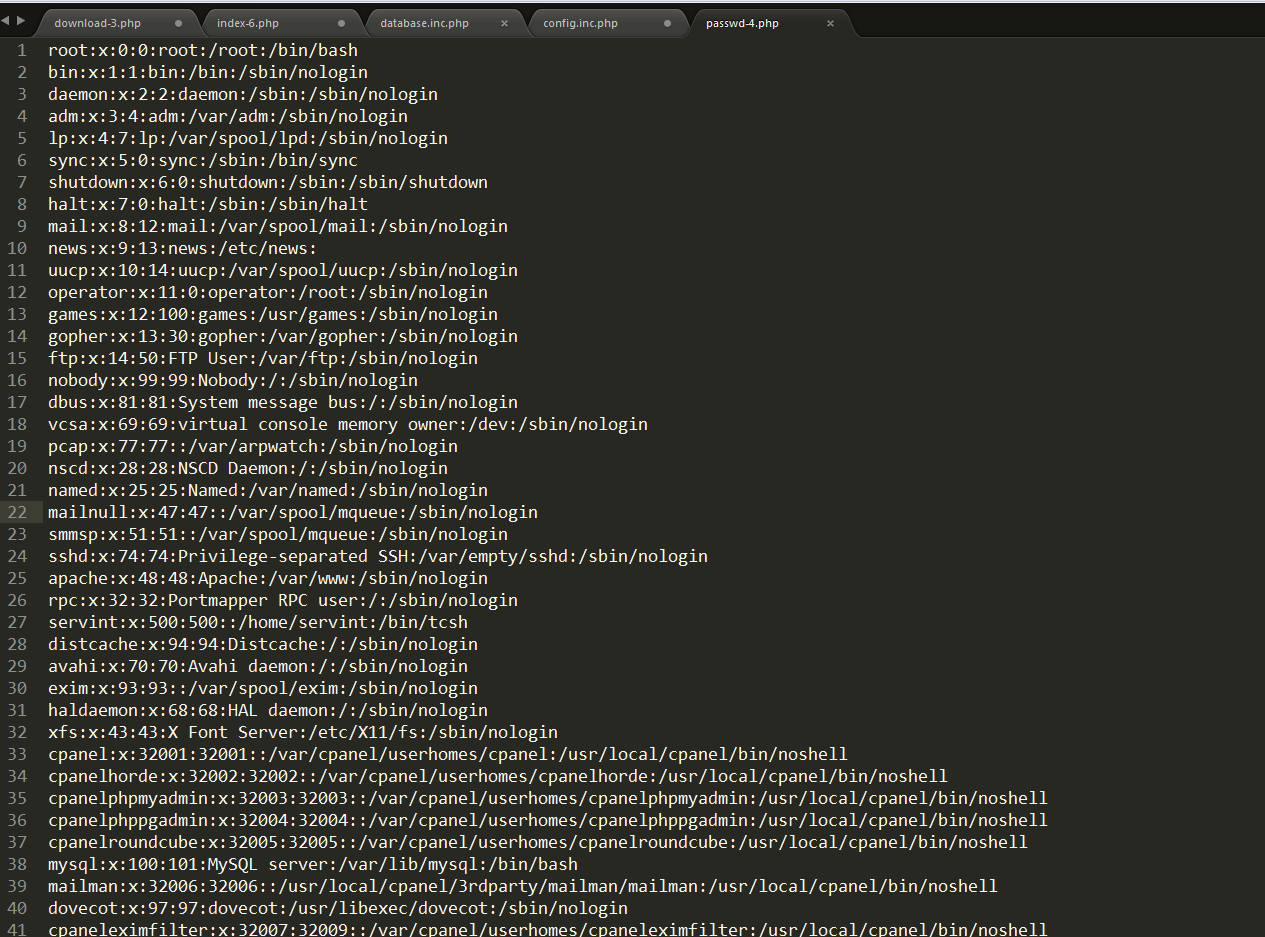 download-3.php index-6.php database.inc.php config.inc.php passwd-4.php
1 root:x:0:0:root:/root:/bin/bash
2 bin:x:1:1:bin:/bin:/sbin/nologin
3 daemon:x:2:2:daemon:/sbin:/sbin/nologin
4 adm:x:3:4:adm:/var/adm:/sbin/nologin
5 lp:x:4:7:lp:/var/spool/lpd:/sbin/nologin
6 sync:x:5:0:sync:/sbin:/bin/sync
7 shutdown:x:6:0:shutdown:/sbin:/sbin/shutdown
8 halt:x:7:0:halt:/sbin:/sbin/halt
9 mail:x:8:12:mail:/var/spool/mail:/sbin/nologin
10 news:x:9:13:news:/etc/news:
11 uucp:x:10:14:uucp:/var/spool/uucp:/sbin/nologin
12 operator:x:11:0:operator:/root:/sbin/nologin
13 games:x:12:100:games:/usr/games:/sbin/nologin
14 gopher:x:13:30:gopher:/var/gopher:/sbin/nologin
15 ftp:x:14:50:FTP User:/var/ftp:/sbin/nologin
16 nobody:x:99:99:Nobody:/:/sbin/nologin
17 dbus:x:81:81:System message bus:/:/sbin/nologin
18 vcsa:x:69:69:virtual console memory owner:/dev:/sbin/nologin
19 pcap:x:77:77::/var/arpwatch:/sbin/nologin
20 nscd:x:28:28:NSCD Daemon:/:/sbin/nologin
21 named:x:25:25:Named:/var/named:/sbin/nologin
22 mailnull:x:47:47::/var/spool/mqueue:/sbin/nologin
23 smmsp:x:51:51::/var/spool/mqueue:/sbin/nologin
24 sshd:x:74:74:Privilege-separated SSH:/var/empty/sshd:/sbin/nologin
25 apache:x:48:48:Apache:/var/www:/sbin/nologin
26 rpc:x:32:32:Portmapper RPC user:/:/sbin/nologin
27 servint:x:500:500::/home/servint:/bin/tcsh
28 distcache:x:94:94:Distcache:/:/sbin/nologin
29 avahi:x:70:70:Avahi daemon:/:/sbin/nologin
30 exim:x:93:93::/var/spool/exim:/sbin/nologin
31 haldaemon:x:68:68:HAL daemon:/:/sbin/nologin
32 xfs:x:43:43:X Font Server:/etc/X11/fs:/sbin/nologin
33 cpanel:x:32001:32001::/var/cpanel/userhomes/cpanel:/usr/local/cpanel/bin/noshell
34 cpanelhorde:x:32002:32002::/var/cpanel/userhomes/cpanelhorde:/usr/local/cpanel/bin/noshell
35 cpanelphpmyadmin:x:32003:32003::/var/cpanel/userhomes/cpanelphpmyadmin:/usr/local/cpanel/bin/noshell
36 cpanelphppgadmin:x:32004:32004::/var/cpanel/userhomes/cpanelphppgadmin:/usr/local/cpanel/bin/noshell
37 cpanelroundcube:x:32005:32005::/var/cpanel/userhomes/cpanelroundcube:/usr/local/cpanel/bin/noshell
38 mysql:x:100:101:MySQL server:/var/lib/mysql:/bin/bash
39 mailman:x:32006:32006::/usr/local/cpanel/3rdparty/mailman/mailman:/usr/local/cpanel/bin/noshell
40 dovecot:x:97:97:dovecot:/usr/libexec/dovecot:/sbin/nologin
41 cpaneleximfilter:x:32007:32009::/var/cpanel/userhomes/cpaneleximfilter:/usr/local/cpanel/bin/noshell